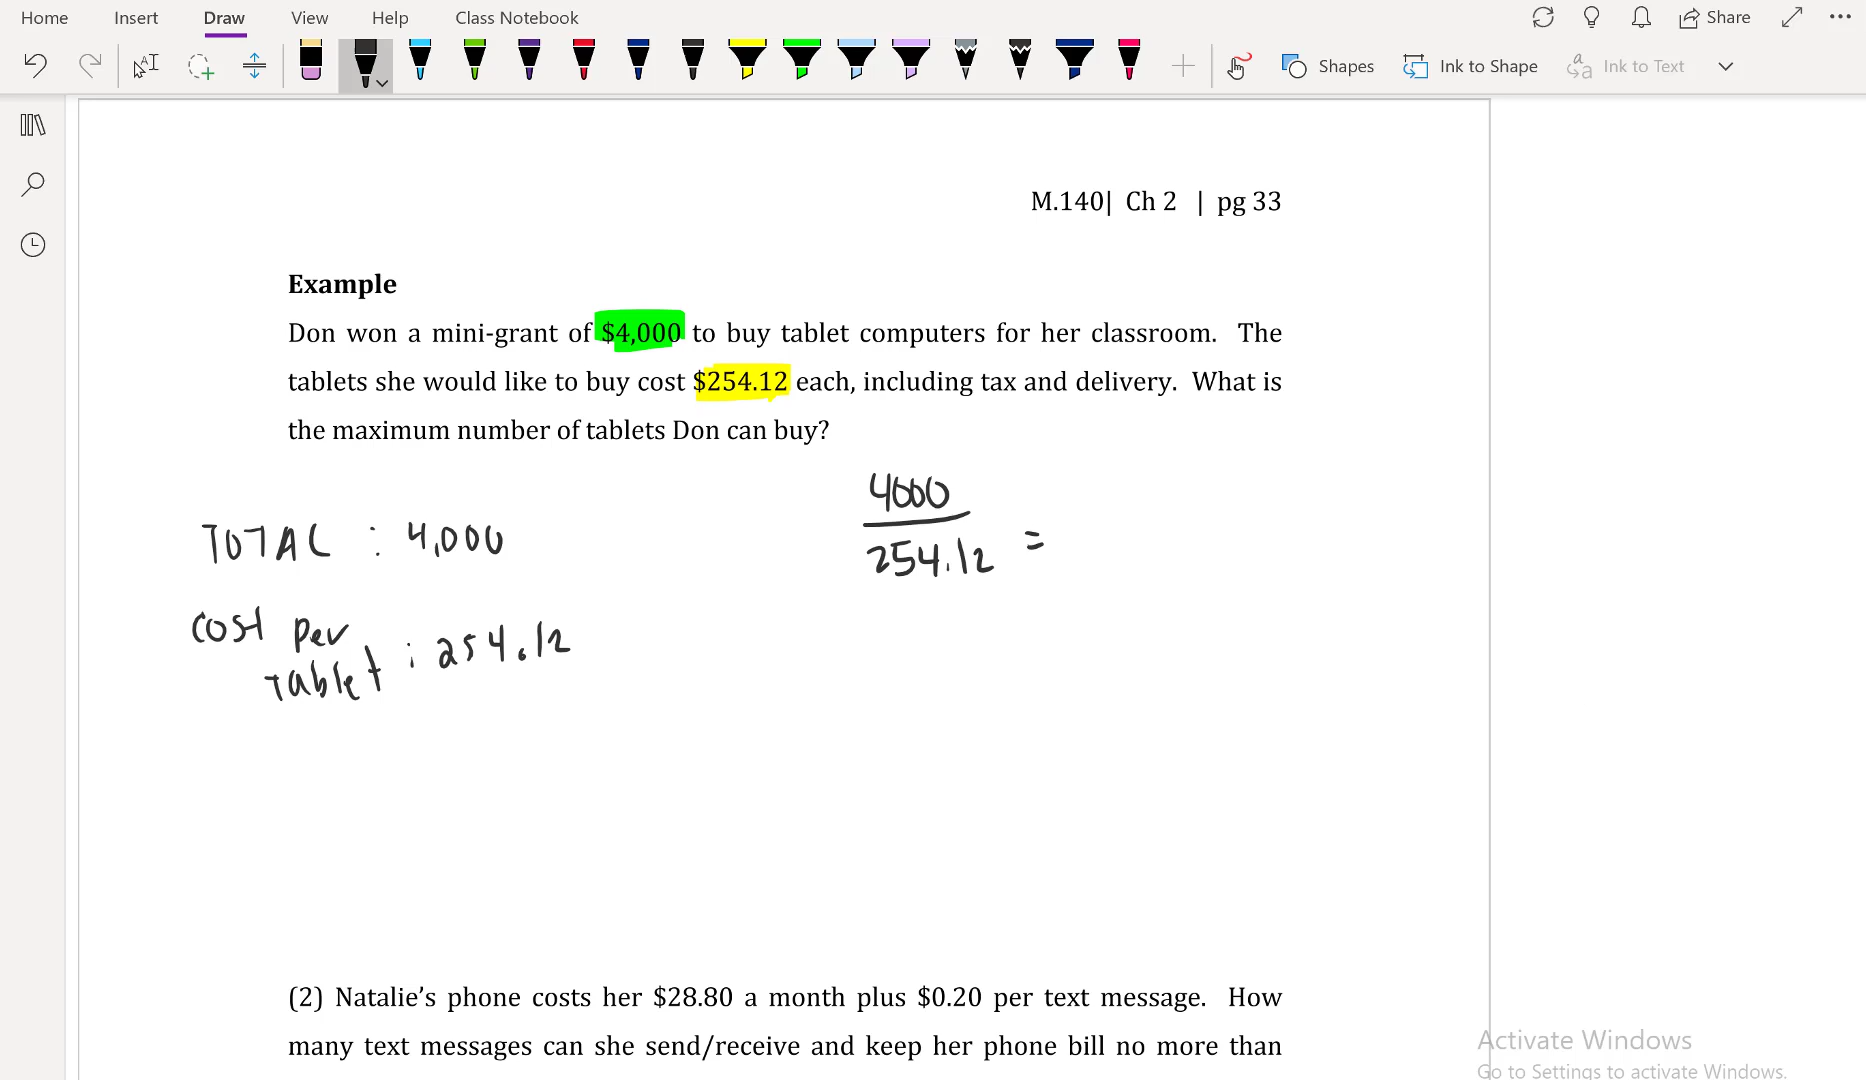 Home Insert Draw View Help Class Notebook Share
Shapes Ink to Shape Ink to Text
M.140| Ch 2 | pg 33
Example
Don won a mini-grant of $4,000 to buy tablet computers for her classroom. The
tablets she would like to buy cost $254.12 each, including tax and delivery. What is
the maximum number of tablets Don can buy?
4000
TOTAL : 4,000
254.12 =
cost per
tablet : 254.12
(2) Natalie’s phone costs her $28.80 a month plus $0.20 per text message. How
many text messages can she send/receive and keep her phone bill no more than
Activate Windows
Go to Settings to activate Windows.